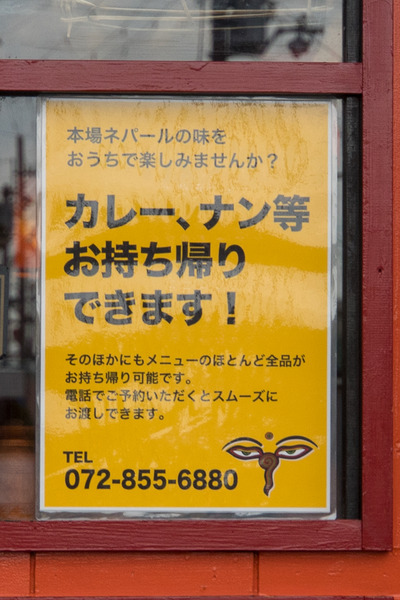 本場ネパールの味を
おうちで楽しみませんか？
カレー、ナン等
お持ち帰り
できます！
そのほかにもメニューのほとんど全品が
お持ち帰り可能です。
電話でご予約いただくとスムーズに
お渡しできます。
TEL
072-855-6880